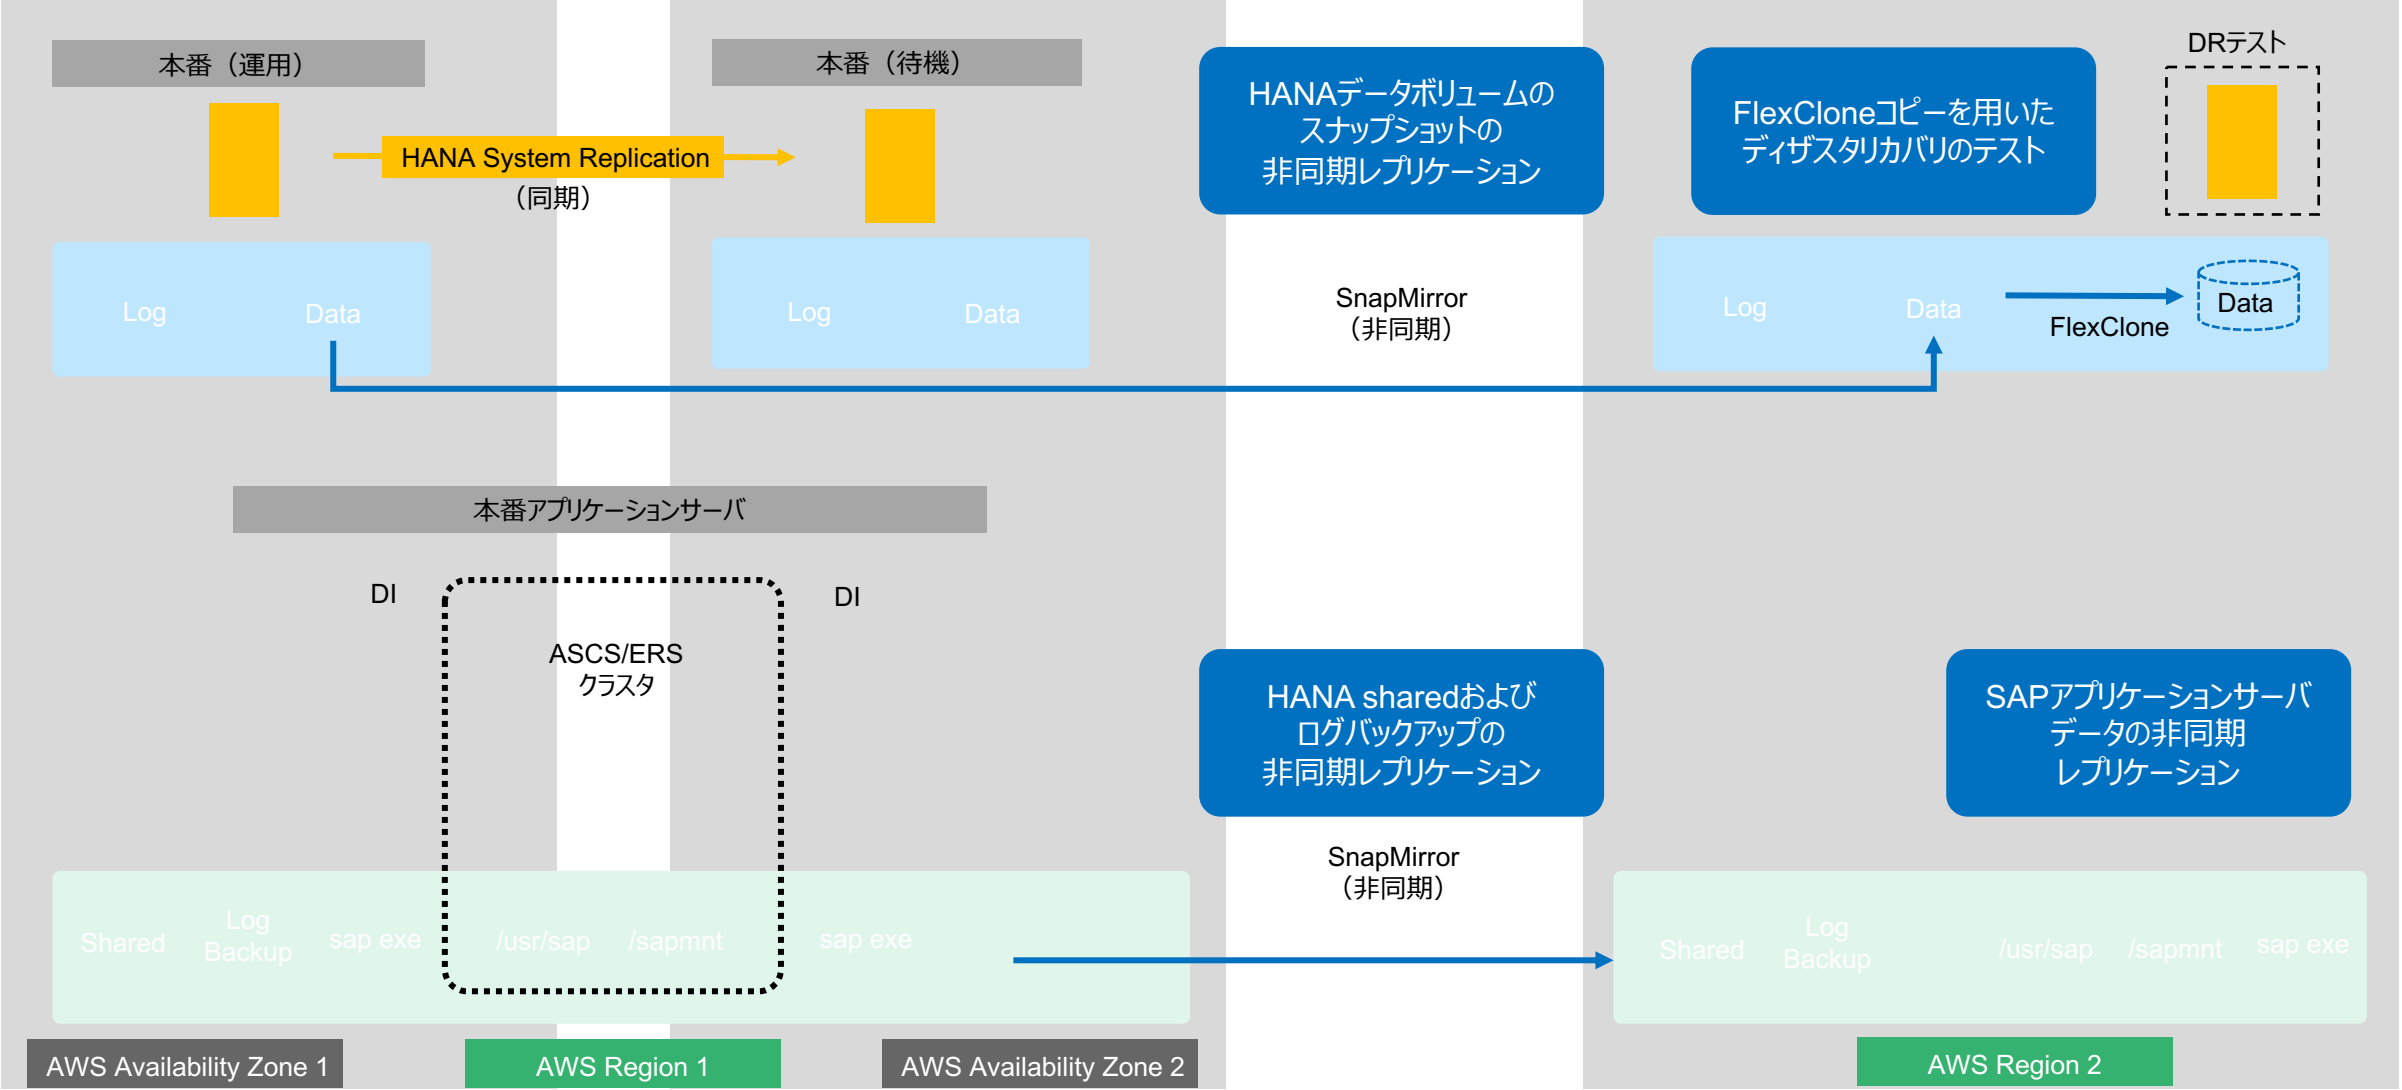 本番（運用）
HANA System Replication
（同期）
本番（待機）
HANAデータボリュームの
スナップショットの
非同期レプリケーション
FlexCloneコピーを用いた
ディザスタリカバリのテスト
DRテスト
Log
Data
Log
Data
SnapMirror
（非同期）
Log
Data
FlexClone
Data
本番アプリケーションサーバ
DI
ASCS/ERS
クラスタ
DI
HANA sharedおよび
ログバックアップの
非同期レプリケーション
SAPアプリケーションサーバ
データの非同期
レプリケーション
SnapMirror
（非同期）
Shared
Log
Backup
sap exe
/usr/sap
/sapmnt
sap exe
Shared
Log
Backup
/usr/sap
/sapmnt
sap exe
AWS Availability Zone 1
AWS Region 1
AWS Availability Zone 2
AWS Region 2